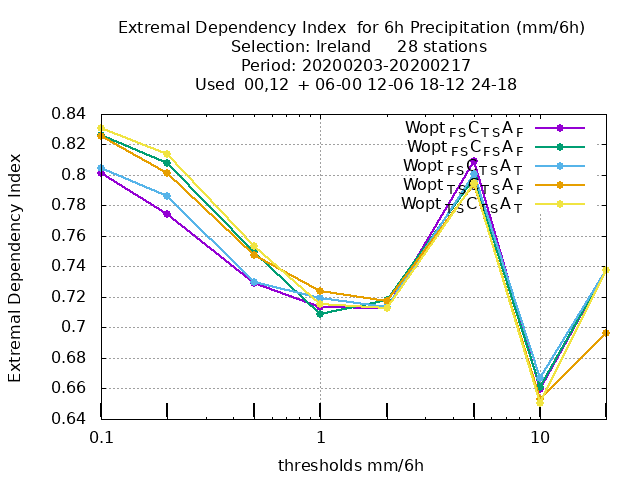 Extremal Dependency Index for 6h Precipitation (mm/6h)
Selection: Ireland 28 stations
Period: 20200203-20200217
Used 00,12 + 06-00 12-06 18-12 24-18
Wopt FS C TS A F
Wopt FS C FS A F
Wopt FS C TS A T
Wopt TS C TS A F
Wopt TS C TS A T
Extremal Dependency Index
0.84
0.82
0.8
0.78
0.76
0.74
0.72
0.7
0.68
0.66
0.64
0.1 1 10
thresholds mm/6h